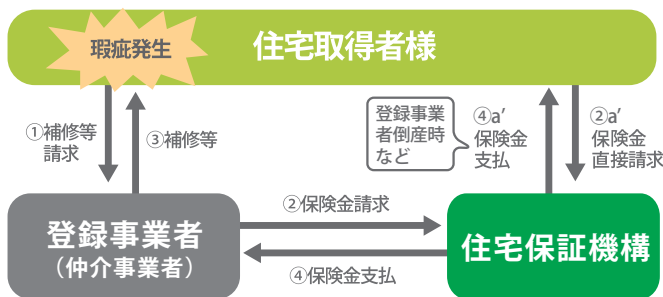 瑕疵発生
住宅取得者様
①補修等
請求
③補修等
登録事業
者倒産時
など
④a′
保険金
支払
②a′
保険金
直接請求
登録事業者
（仲介事業者）
②保険金請求
④保険金支払
住宅保証機構